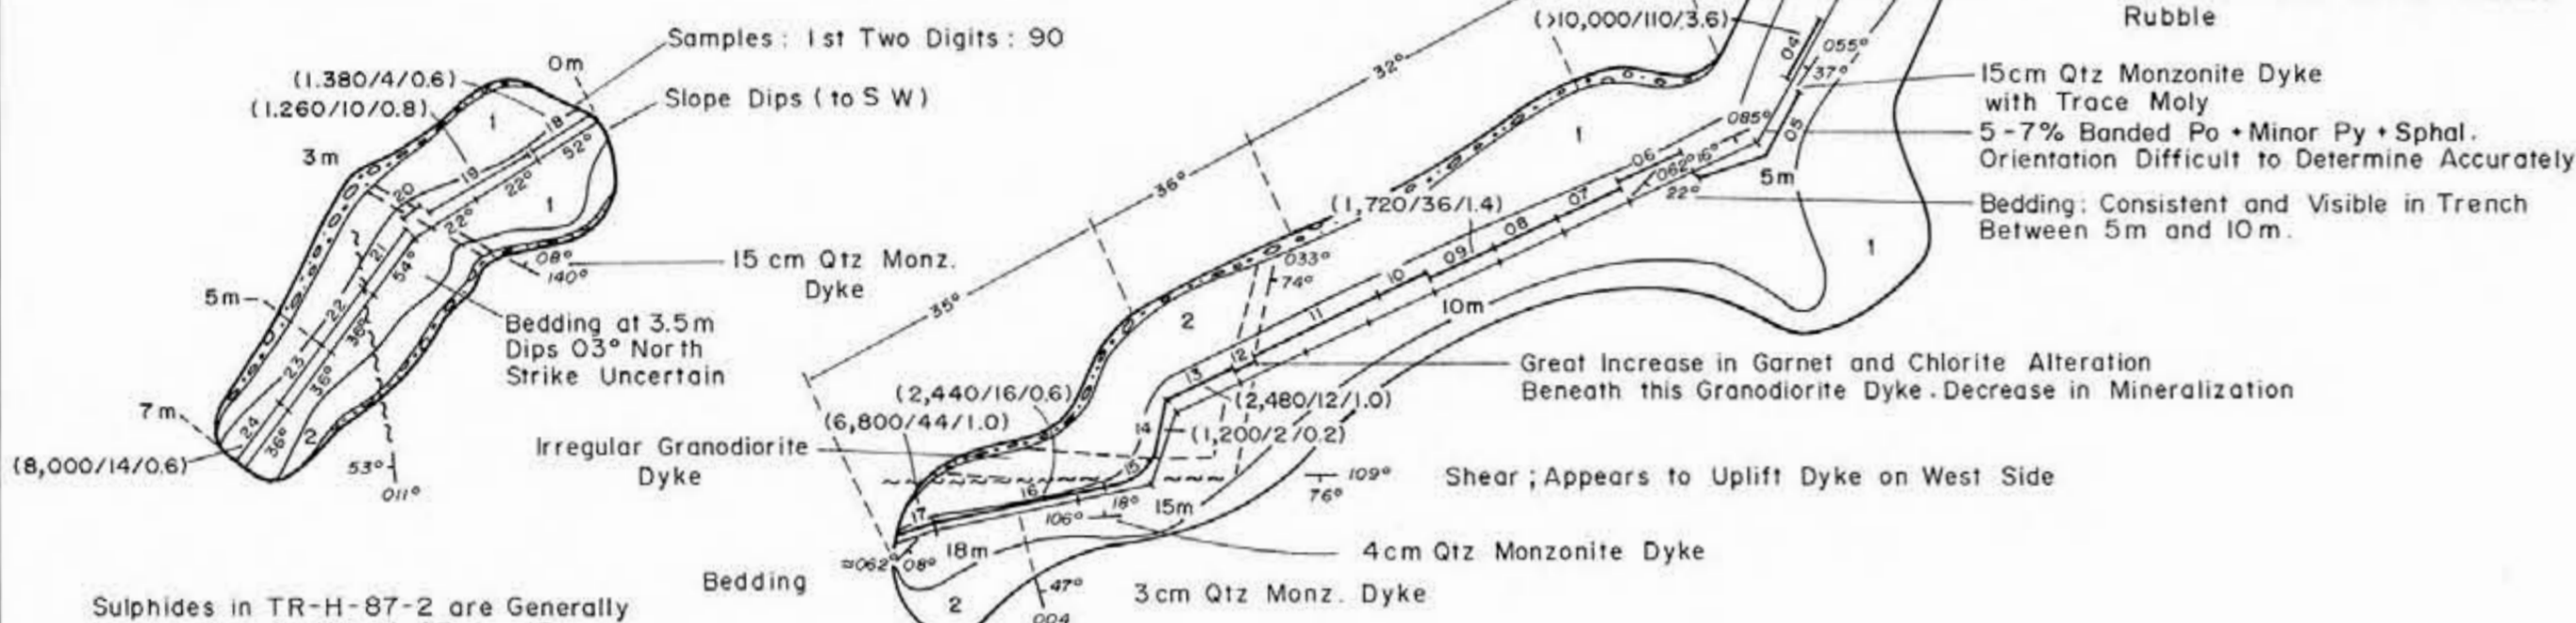 Rubble
(>10,000/110/3.6)
Samples: 1st Two Digits: 90
0m
32°
04
055°
37°
15cm Qtz Monzonite Dyke
with Trace Moly
(1.380/4/0.6)
(1.260/10/0.8)
Slope Dips (to SW)
1
18
52°
1
085°
05
5-7% Banded Po + Minor Py + Sphal.
Orientation Difficult to Determine Accurately
3m
19
20
22°
22°
1
36°
06
062°
16°
07
22°
5m
(1,720/36/1.4)
08
09
Bedding: Consistent and Visible in Trench
Between 5m and 10m.
1
21
54°
08°
140°
15 cm Qtz Monz.
Dyke
033°
74°
10
11
10m
5m
22
36°
35°
2
Bedding at 3.5m
Dips 03° North
Strike Uncertain
23
36°
12
13
Great Increase in Garnet and Chlorite Alteration
Beneath this Granodiorite Dyke. Decrease in Mineralization
7m
24
36°
2
(2,440/16/0.6)
(6,800/44/1.0)
(2,480/12/1.0)
14
(1,200/2/0.2)
Irregular Granodiorite
Dyke
15
(8,000/14/0.6)
53°
011°
109°
76°
Shear; Appears to Uplift Dyke on West Side
16
17
106°
18°
15m
18m
4cm Qtz Monzonite Dyke
≈062°
08°
Bedding
47°
004
3cm Qtz Monz. Dyke
2
Sulphides in TR-H-87-2 are Generally